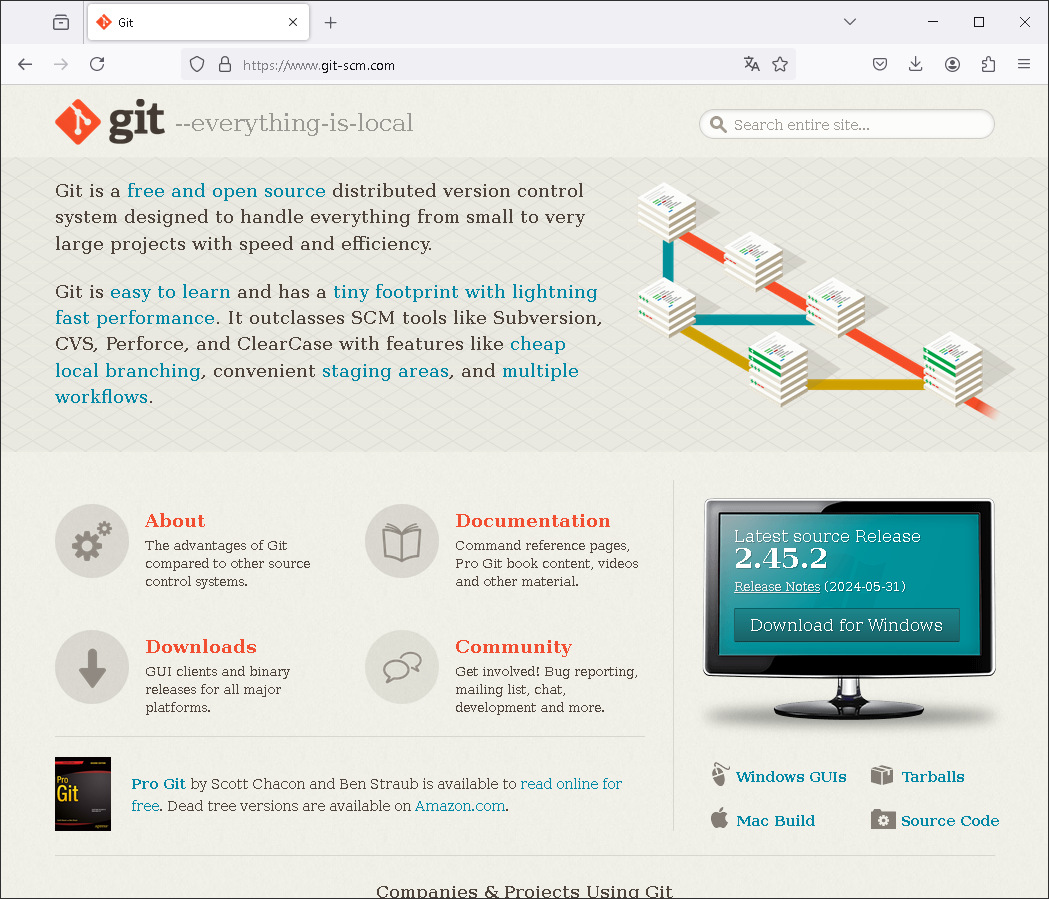 Git
https://www.git-scm.com
git --everything-is-local
Search entire site...
Git is a free and open source distributed version control
system designed to handle everything from small to very
large projects with speed and efficiency.
Git is easy to learn and has a tiny footprint with lightning
fast performance. It outclasses SCM tools like Subversion,
CVS, Perforce, and ClearCase with features like cheap
local branching, convenient staging areas, and multiple
workflows.
About
The advantages of Git
compared to other source
control systems.
Documentation
Command reference pages,
Pro Git book content, videos
and other material.
Downloads
GUI clients and binary
releases for all major
platforms.
Community
Get involved! Bug reporting,
mailing list, chat,
development and more.
Latest source Release
2.45.2
Release Notes (2024-05-31)
Download for Windows
Windows GUIs
Tarballs
Mac Build
Source Code
Pro
Git
Pro Git by Scott Chacon and Ben Straub is available to read online for
free. Dead tree versions are available on Amazon.com.
Companies & Projects Using Git